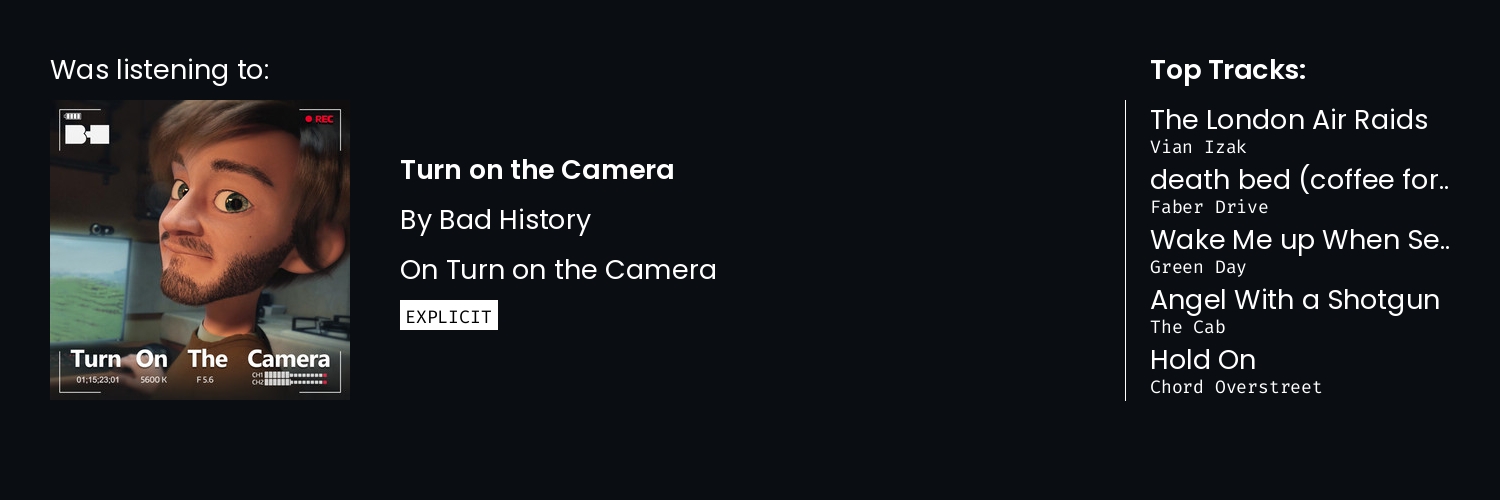 Was listening to:
B-H
REC
Turn On The Camera
01;15;23;01 5600 K F 5.6 CH1
CH2
Turn on the Camera
By Bad History
On Turn on the Camera
EXPLICIT
Top Tracks:
The London Air Raids
Vian Izak
death bed (coffee for..
Faber Drive
Wake Me up When Se..
Green Day
Angel With a Shotgun
The Cab
Hold On
Chord Overstreet